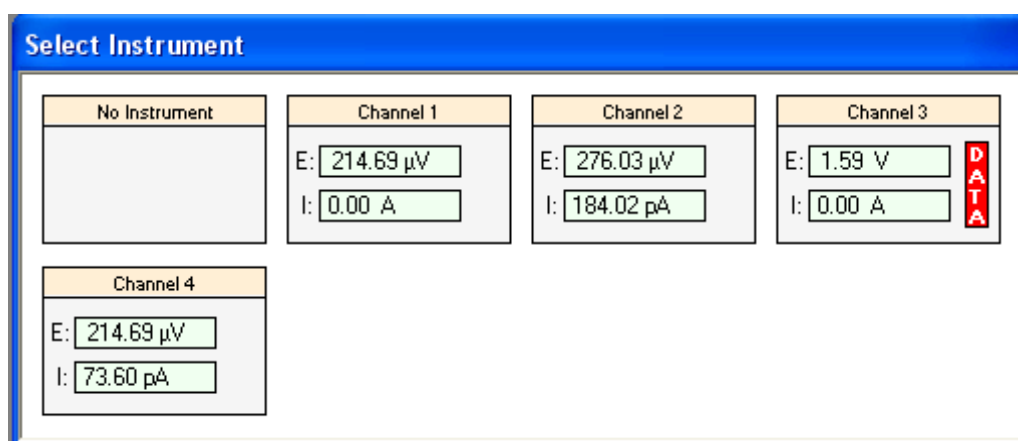 Select Instrument
No Instrument
Channel 1
E: 214.69 µV
I: 0.00 A
Channel 2
E: 276.03 µV
I: 184.02 pA
Channel 3
E: 1.59 V
I: 0.00 A
DATA
Channel 4
E: 214.69 µV
I: 73.60 pA